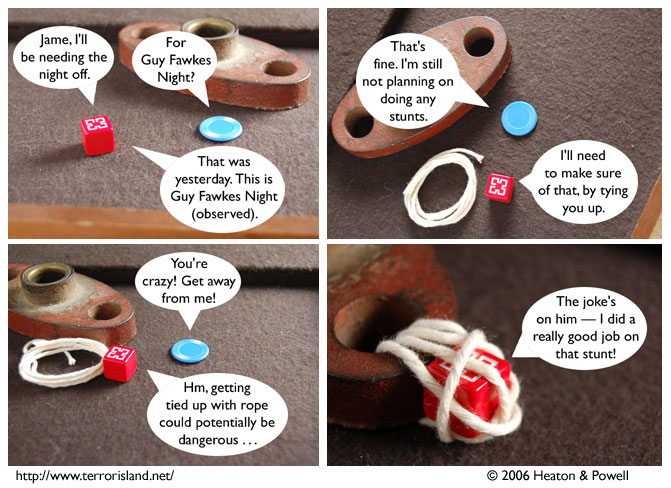 Jame, I'll
be needing the
night off.
For
Guy Fawkes
Night?
That was
yesterday. This is
Guy Fawkes Night
(observed).
That's
fine. I'm still
not planning on
doing any
stunts.
I'll need
to make sure
of that, by tying
you up.
You're
crazy! Get away
from me!
Hm, getting
tied up with rope
could potentially be
dangerous . . .
The joke's
on him — I did a
really good job on
that stunt!
http://www.terrorisland.net/
© 2006 Heaton & Powell